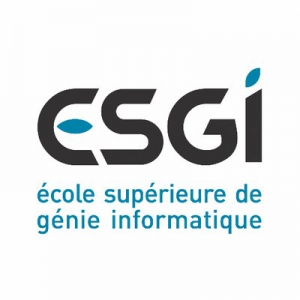 ESGI
école supérieure de
génie informatique